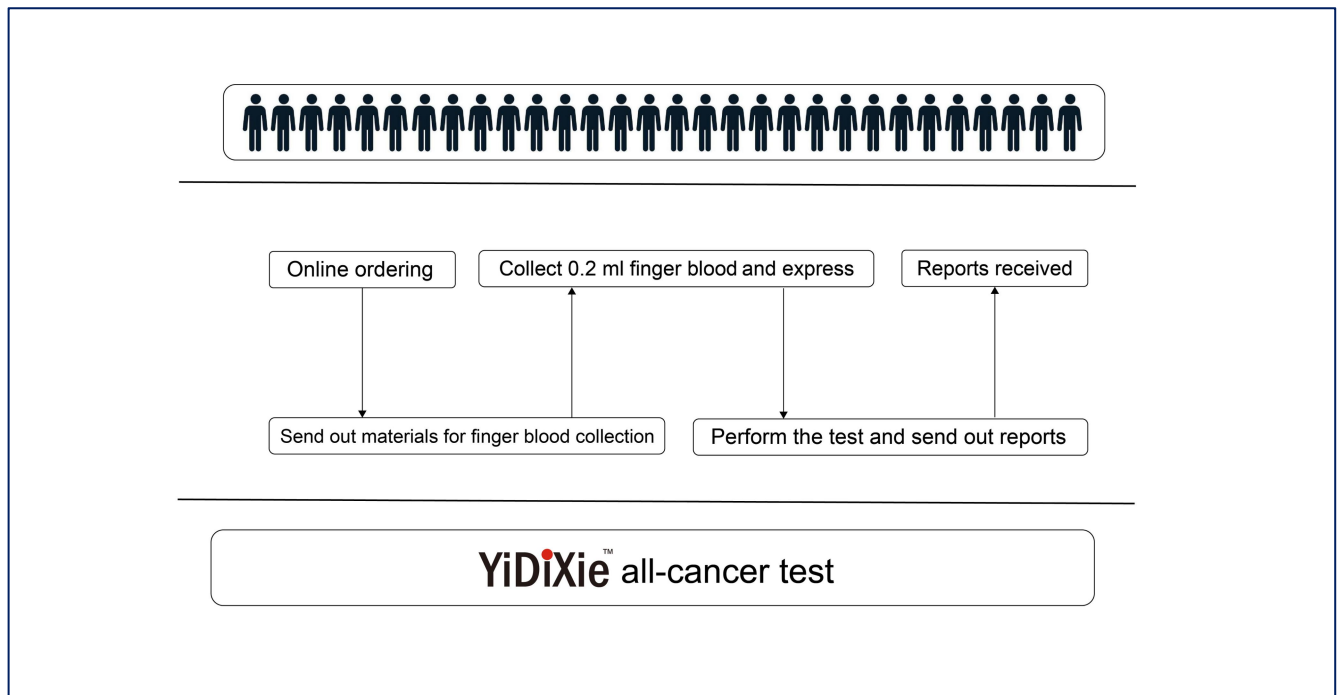 Online ordering
Collect 0.2 ml finger blood and express
Reports received
Send out materials for finger blood collection
Perform the test and send out reports
YiDiXie™ all-cancer test